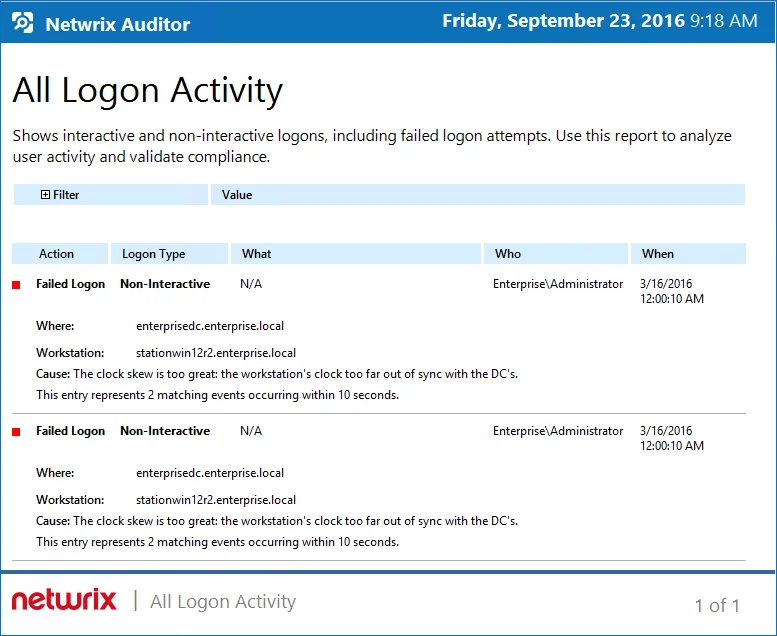 Netwrix Auditor
Friday, September 23, 2016 9:18 AM
All Logon Activity
Shows interactive and non-interactive logons, including failed logon attempts. Use this report to analyze
user activity and validate compliance.
Filter Value
Action Logon Type What Who When
Failed Logon Non-Interactive N/A Enterprise\Administrator 3/16/2016
12:00:10 AM
Where: enterprisedc.enterprise.local
Workstation: stationwin12r2.enterprise.local
Cause: The clock skew is too great: the workstation's clock too far out of sync with the DC's.
This entry represents 2 matching events occurring within 10 seconds.
Failed Logon Non-Interactive N/A Enterprise\Administrator 3/16/2016
12:00:10 AM
Where: enterprisedc.enterprise.local
Workstation: stationwin12r2.enterprise.local
Cause: The clock skew is too great: the workstation's clock too far out of sync with the DC's.
This entry represents 2 matching events occurring within 10 seconds.
netwrix | All Logon Activity
1 of 1